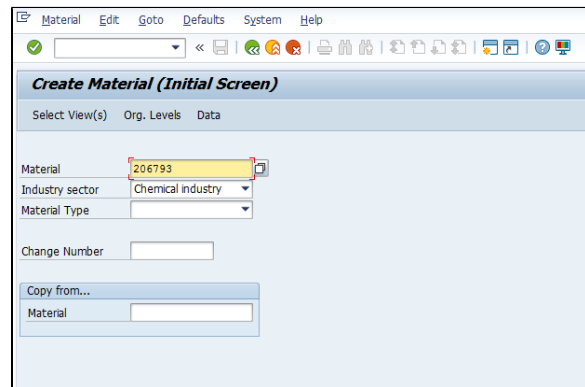 Material Edit Goto Defaults System Help
Create Material (Initial Screen)
Select View(s) Org. Levels Data
Material 206793
Industry sector Chemical industry
Material Type
Change Number
Copy from...
Material